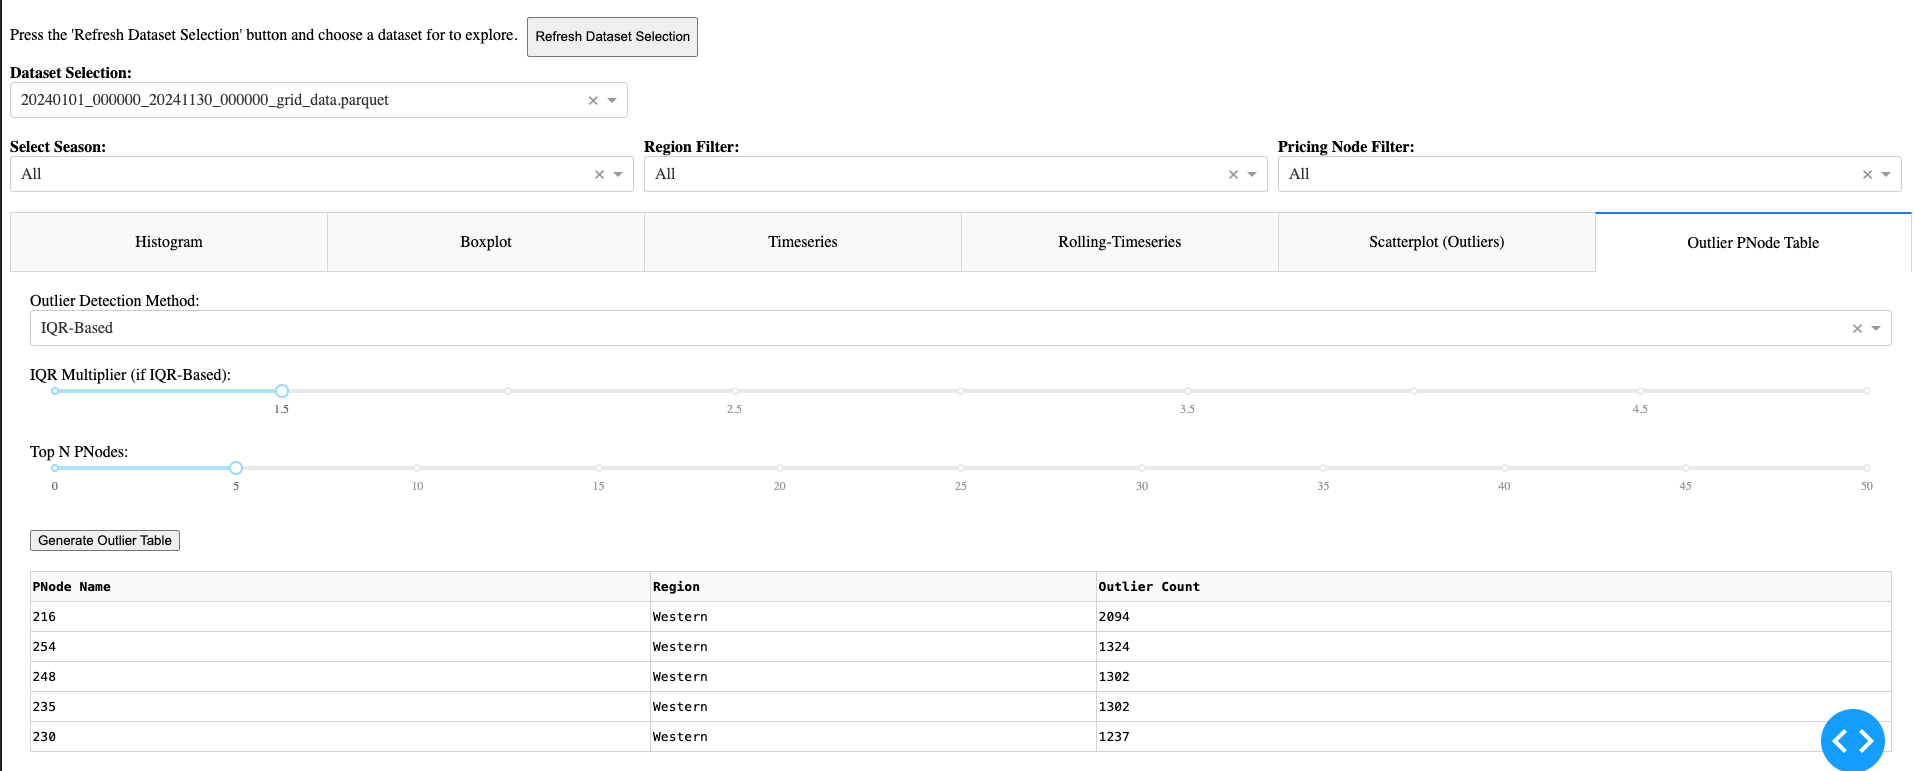 Press the 'Refresh Dataset Selection' button and choose a dataset for to explore. Refresh Dataset Selection
Dataset Selection:
20240101_000000_20241130_000000_grid_data.parquet
Select Season: Region Filter: Pricing Node Filter:
All All All
Histogram Boxplot Timeseries Rolling-Timeseries Scatterplot (Outliers) Outlier PNode Table
Outlier Detection Method:
IQR-Based
IQR Multiplier (if IQR-Based):
1.5 2.5 3.5 4.5
Top N PNodes:
0 5 10 15 20 25 30 35 40 45 50
Generate Outlier Table
PNode Name Region Outlier Count
216 Western 2094
254 Western 1324
248 Western 1302
235 Western 1302
230 Western 1237